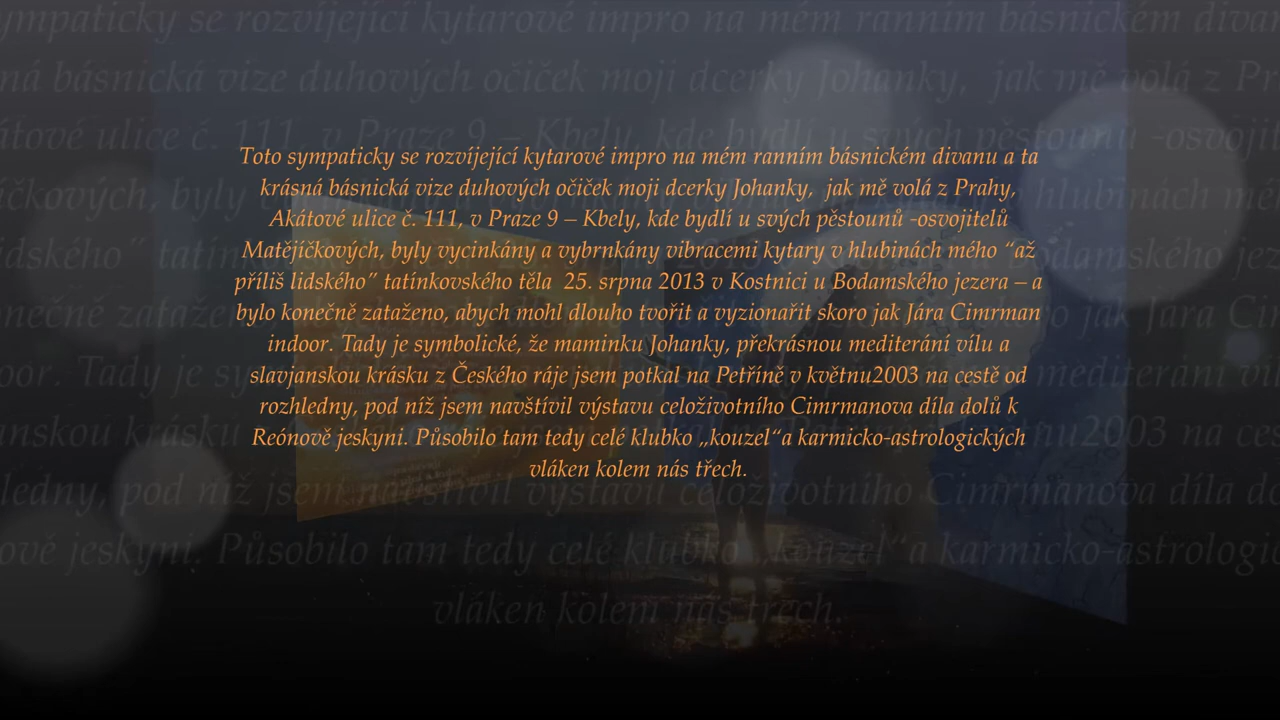 Toto sympaticky se rozvíjející kytarové impro na mém ranním básnickém divanu a ta
krásná básnická vize duhových očiček moji dcerky Johanky, jak mě volá z Prahy,
Akátové ulice č. 111, v Praze 9 – Kbely, kde bydlí u svých pěstounů -osvojitelů
Matějíčkových, byly vycinkány a vybrnkány vibracemi kytary v hlubinách mého “až
příliš lidského” tatínkovského těla 25. srpna 2013 v Kostnici u Bodamského jezera – a
bylo konečně zataženo, abych mohl dlouho tvořit a vyzionařit skoro jak Jára Cimrman
indoor. Tady je symbolické, že maminku Johanky, překrásnou mediterání vílu a
slavjanskou krásku z Českého ráje jsem potkal na Petříně v květnu2003 na cestě od
rozhledny, pod níž jsem navštívil výstavu celoživotního Cimrmanova díla dolů k
Reónově jeskyni. Působilo tam tedy celé klubko „kouzel“a karmicko-astrologických
vláken kolem nás třech.